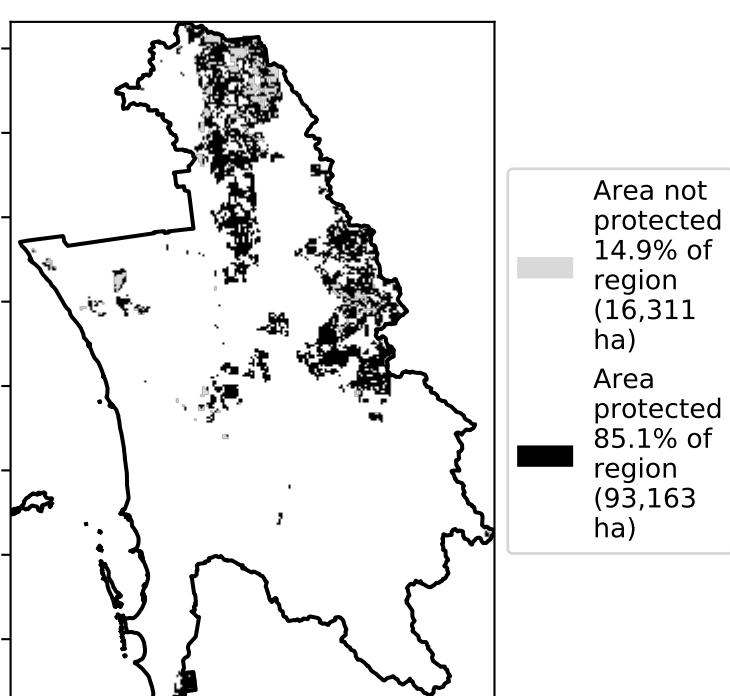 Area not
protected
14.9% of
region
(16,311
ha)
Area
protected
85.1% of
region
(93,163
ha)